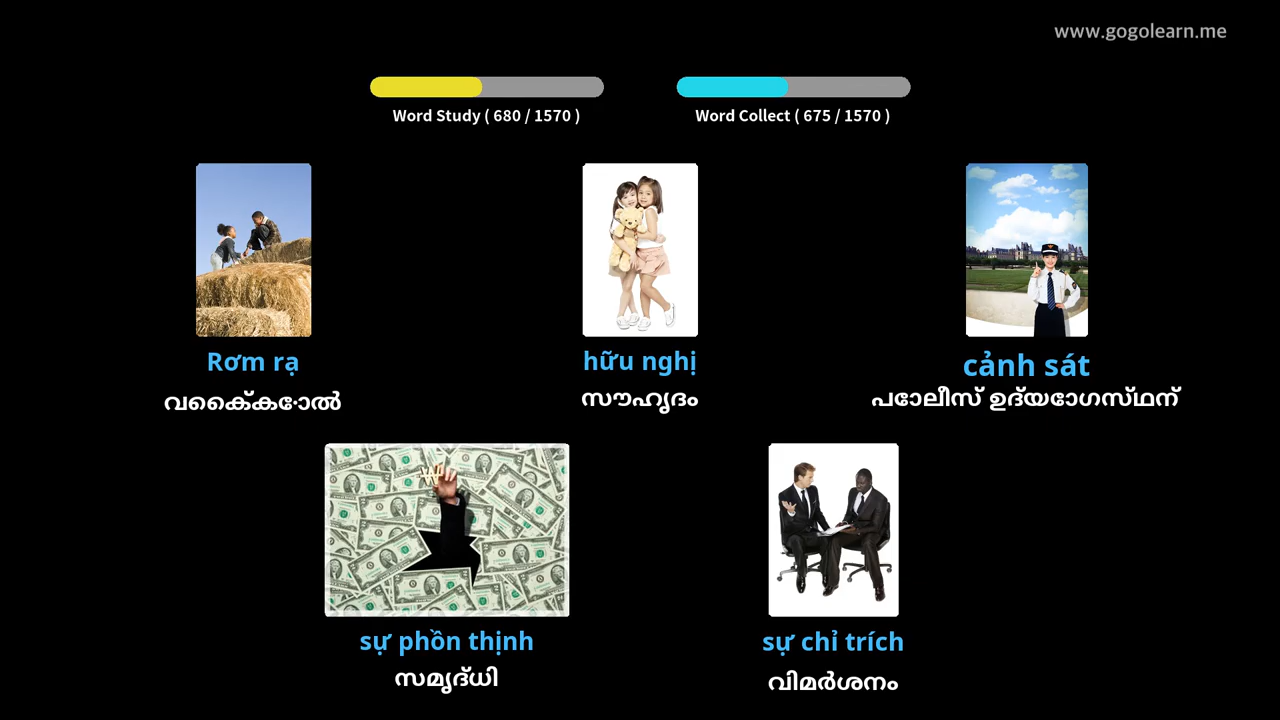 www.gogolearn.me
Word Study ( 680 / 1570 )
Word Collect ( 675 / 1570 )
Rơm rạ
വൈക്കോൽ
hữu nghị
സൗഹൃദം
cảnh sát
പോലീസ് ഉദ്യോഗസ്ഥന്
sự phồn thịnh
സമൃദ്ധി
sự chỉ trích
വിമർശനം